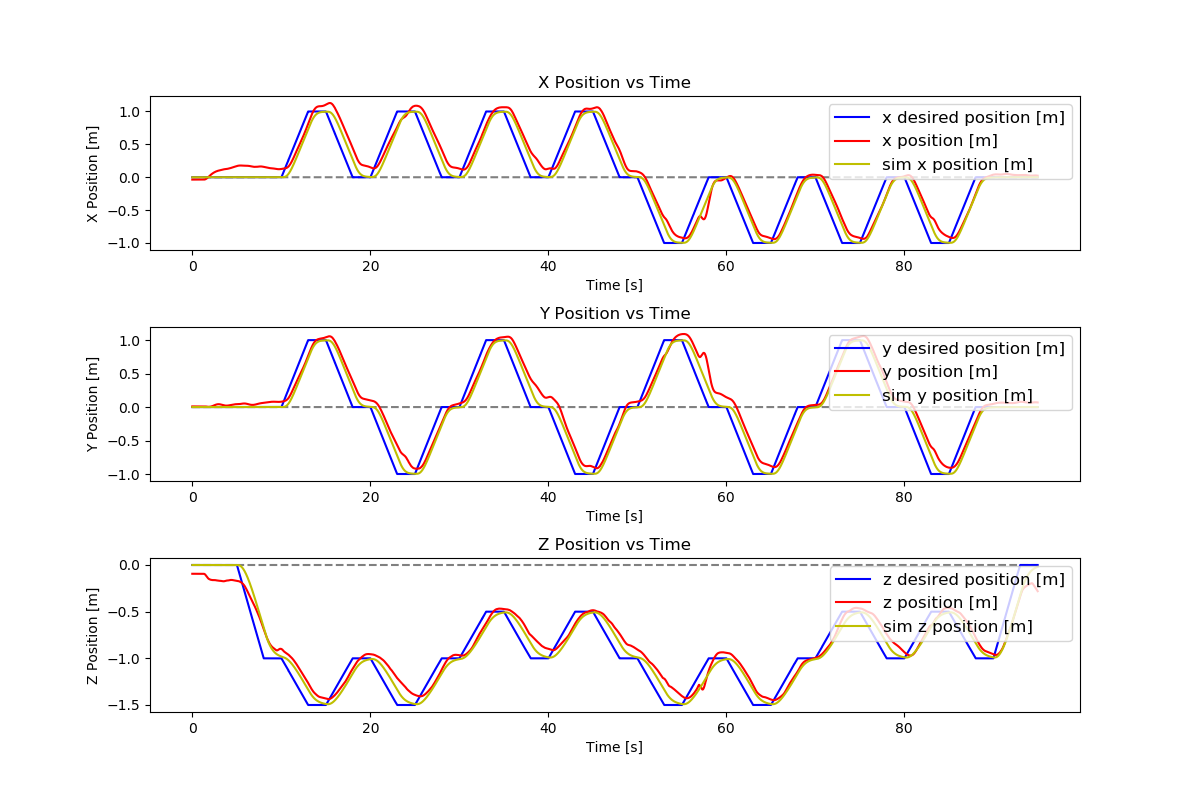 X Position vs Time
X Position [m]
1.0
0.5
0.0
−0.5
−1.0
x desired position [m]
x position [m]
sim x position [m]
0 20 40 60 80
Time [s]
Y Position vs Time
Y Position [m]
1.0
0.5
0.0
−0.5
−1.0
y desired position [m]
y position [m]
sim y position [m]
0 20 40 60 80
Time [s]
Z Position vs Time
Z Position [m]
0.0
−0.5
−1.0
−1.5
z desired position [m]
z position [m]
sim z position [m]
0 20 40 60 80
Time [s]